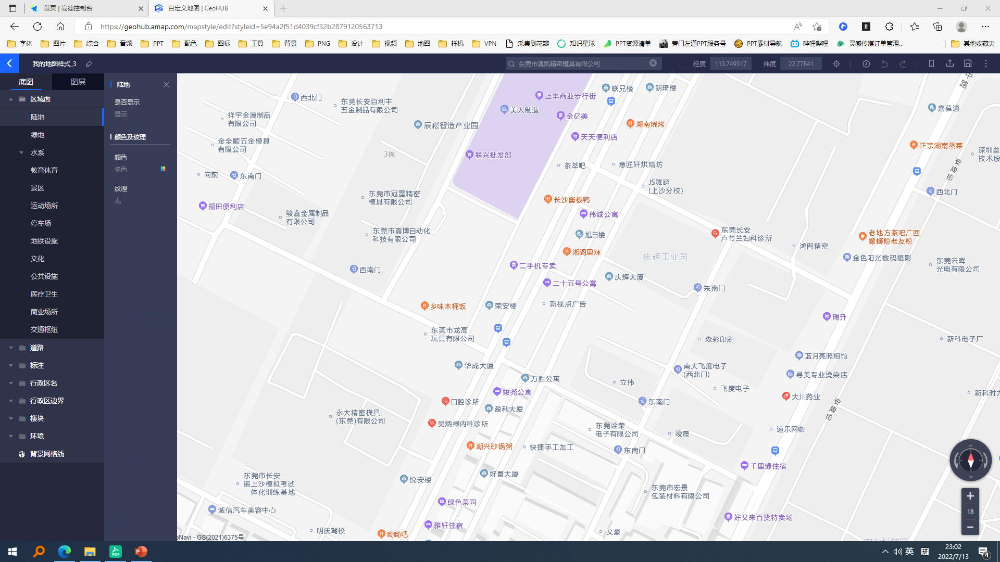 首页 | 高德控制台
自定义地图 | GeoHUB
https://geohub.amap.com/mapstyle/edit?styleid=5e94a2f51d4039cf32b2879120563713
字体
图片
综合
音频
PPT
配色
图标
工具
背景
PNG
设计
视频
地图
样机
VPN
采集到花瓣
知识星球
PPT资源清单
旁门左道PPT服务号
PPT素材导航
哔哩哔哩
灵感传媒订单管理...
其他收藏夹
我的地图样式_3
东莞市澳凯精密模具有限公司
经度
113.749317
纬度
22.77841
底图
图层
区域面
陆地
绿地
水系
教育体育
景区
运动场所
停车场
地铁设施
文化
公共设施
医疗卫生
商业场所
交通枢纽
道路
标注
行政区名
行政区边界
楼块
环境
背景网格线
陆地
是否显示
显示
颜色及纹理
颜色
多色
纹理
无
西北门
东莞长安百利丰
五金制品有限公司
祥宇金属制品
有限公司
金全顺五金模具
有限公司
辰崧智造产业园
3栋
向前
东南门
福田便利店
骏鑫金属制品
有限公司
东莞市冠霆精密
模具有限公司
东莞市鑫博自动化
科技有限公司
西南门
上丰商业步行街
美人制造
金亿美
联兄楼
朗琦楼
湖南烧烤
天天便利店
联兴批发部
茶萃吧
意匠轩烘焙坊
JS舞蹈
(上沙分校)
长沙酱板鸭
伟诚公寓
旭日楼
湘阁里辣
二手机专卖
二十五号公寓
庆辉大厦
庆辉工业园
新视点广告
荣安楼
乡味木桶饭
东莞市龙高
玩具有限公司
华成大厦
万胜公寓
竣尧公寓
口腔诊所
盈利大厦
吴炳禄内科诊所
潮兴砂锅粥
快捷手工加工
好景大厦
悦安楼
绿色菜园
雅轩住宿
呦呦吧
永大精密模具
(东莞)有限公司
东莞市长安
镇上沙模拟考试
一体化训练基地
诚信汽车美容中心
明庆驾校
文豪
中
路
嘉葆通
正宗湖南蒸菜
深圳垒
技术股
安康街
西北门
东莞长安
卢节兰妇科诊所
鸿图精密
老地方茶吧广西
螺蛳粉老友粉
金色阳光数码摄影
东莞云晖
光电有限公司
东南门
瑞升
森彩印刷
新科电子厂
蓝月亮照相馆
南大飞度电子
(西北门)
寻美专业烫染店
立伟
飞度电子
新科时力
大川药业
东南门
安康街
东莞诠荣
电子有限公司
竣晟
速乐网咖
东南门
千里缘住宿
东莞市宏景
包装材料有限公司
好又来百货特卖场
18
oNavi - GS(2021)6375号
英
拼
23:02
2022/7/13
4